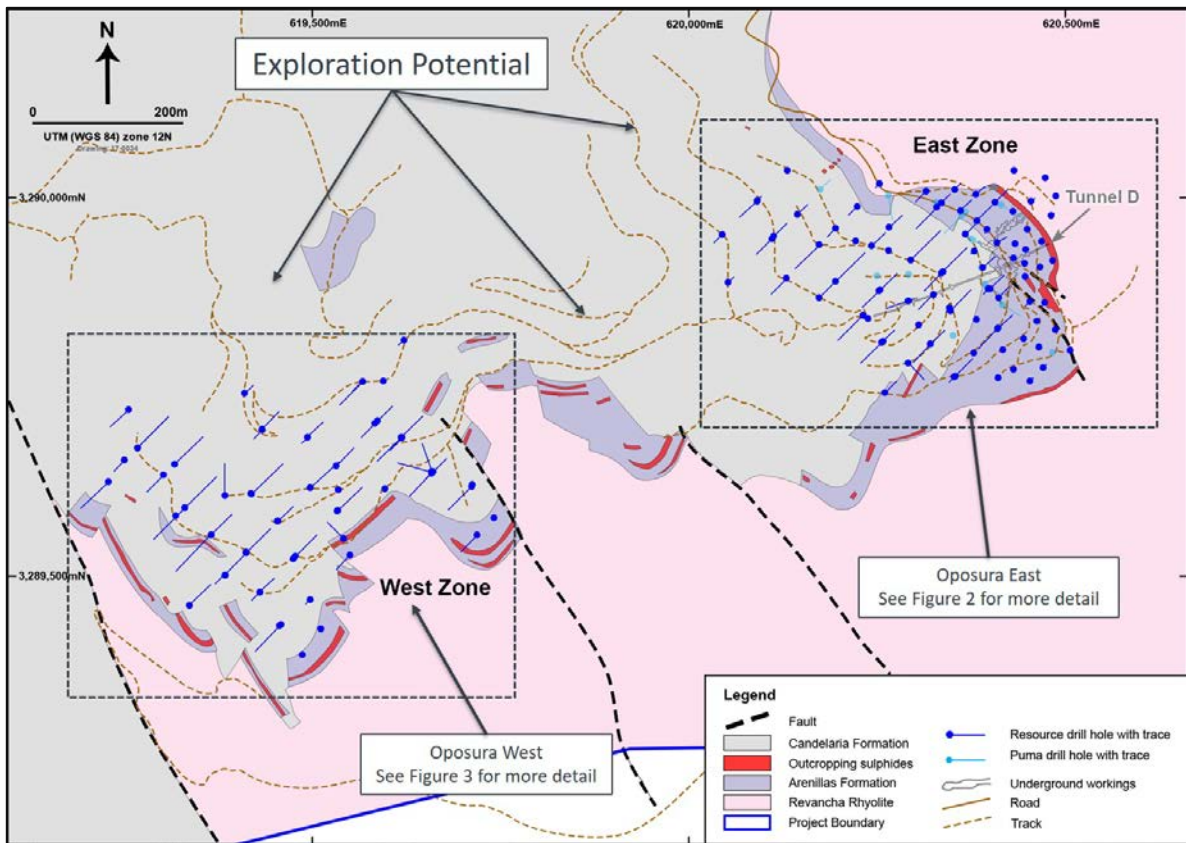 619,500mE
620,000mE
620,500mE
N
0 200m
UTM (WGS 84) zone 12N
Drawing: 17-0034
Exploration Potential
East Zone
Tunnel D
3,290,000mN
3,289,500mN
West Zone
Oposura East
See Figure 2 for more detail
Oposura West
See Figure 3 for more detail
Legend
Fault
Candelaria Formation
Outcropping sulphides
Arenillas Formation
Revancha Rhyolite
Project Boundary
Resource drill hole with trace
Puma drill hole with trace
Underground workings
Road
Track